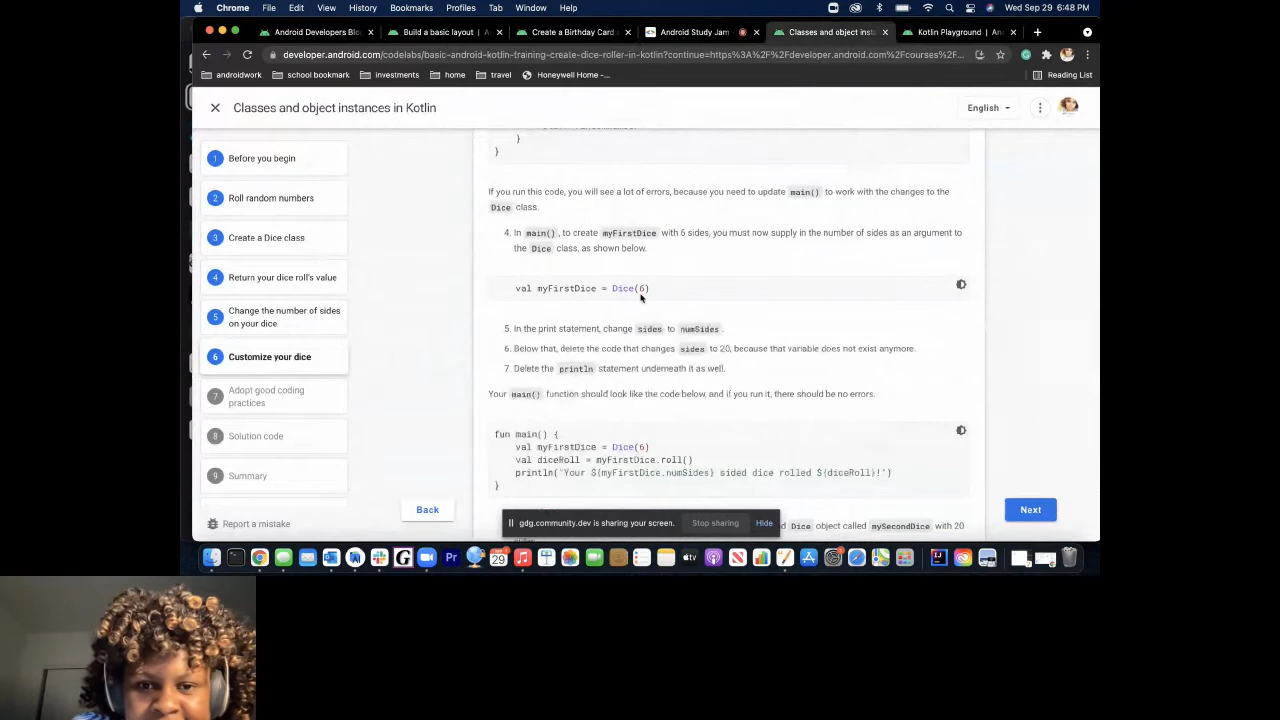 Chrome File Edit View History Bookmarks Profiles Tab Window Help Wed Sep 29 6:48 PM
Android Developers Blo
Build a basic layout | A
Create a Birthday Card a
Android Study Jam
Classes and object insta
Kotlin Playground | An
developer.android.com/codelabs/basic-android-kotlin-training-create-dice-roller-in-kotlin?continue=https%3A%2F%2Fdeveloper.android.com%2Fcourses%2F...
androidwork school bookmark investments home travel Honeywell Home -... Reading List
Classes and object instances in Kotlin
English
1 Before you begin
2 Roll random numbers
3 Create a Dice class
4 Return your dice roll's value
5 Change the number of sides
on your dice
6 Customize your dice
7 Adopt good coding
practices
8 Solution code
9 Summary
Report a mistake
}
}
If you run this code, you will see a lot of errors, because you need to update main() to work with the changes to the
Dice class.
4. In main(), to create myFirstDice with 6 sides, you must now supply in the number of sides as an argument to
the Dice class, as shown below.
val myFirstDice = Dice(6)
5. In the print statement, change sides to numSides.
6. Below that, delete the code that changes sides to 20, because that variable does not exist anymore.
7. Delete the println statement underneath it as well.
Your main() function should look like the code below, and if you run it, there should be no errors.
fun main() {
val myFirstDice = Dice(6)
val diceRoll = myFirstDice.roll()
println("Your ${myFirstDice.numSides} sided dice rolled ${diceRoll}!")
}
Back
Next
gdg.community.dev is sharing your screen. Stop sharing Hide
Dice object called mySecondDice with 20